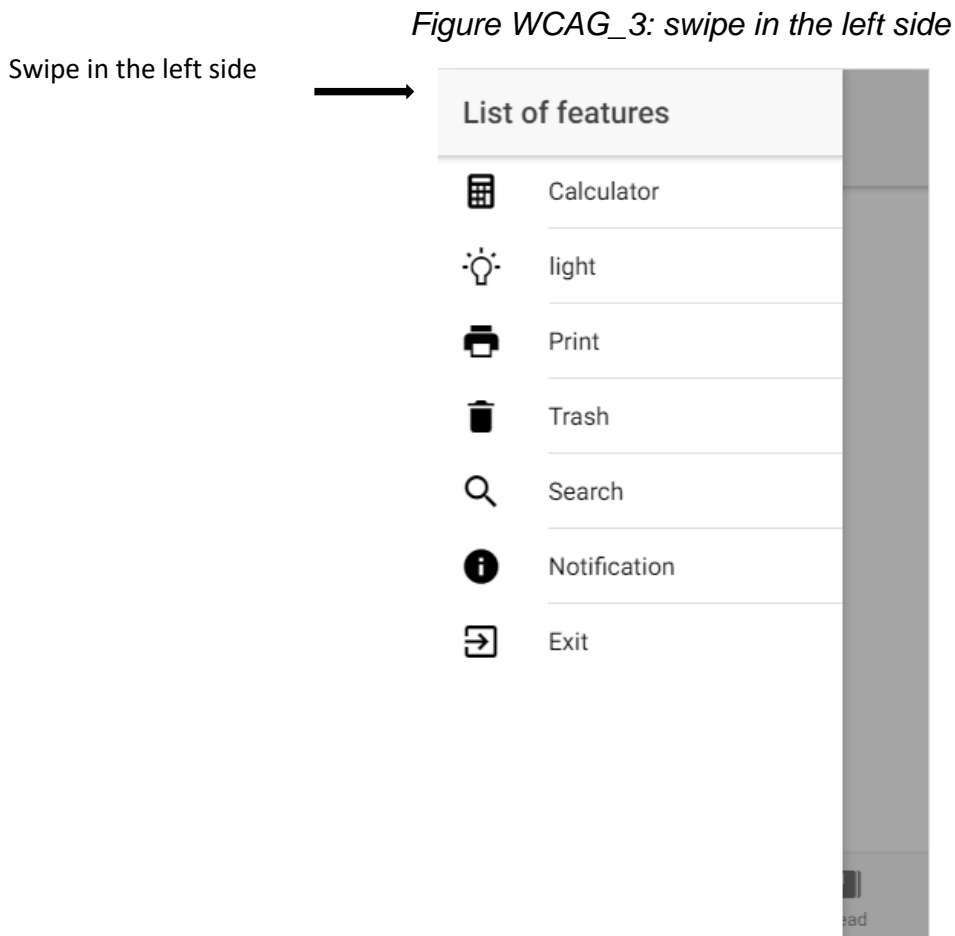 Figure WCAG_3: swipe in the left side
Swipe in the left side
List of features
Calculator
light
Print
Trash
Search
Notification
Exit
ead